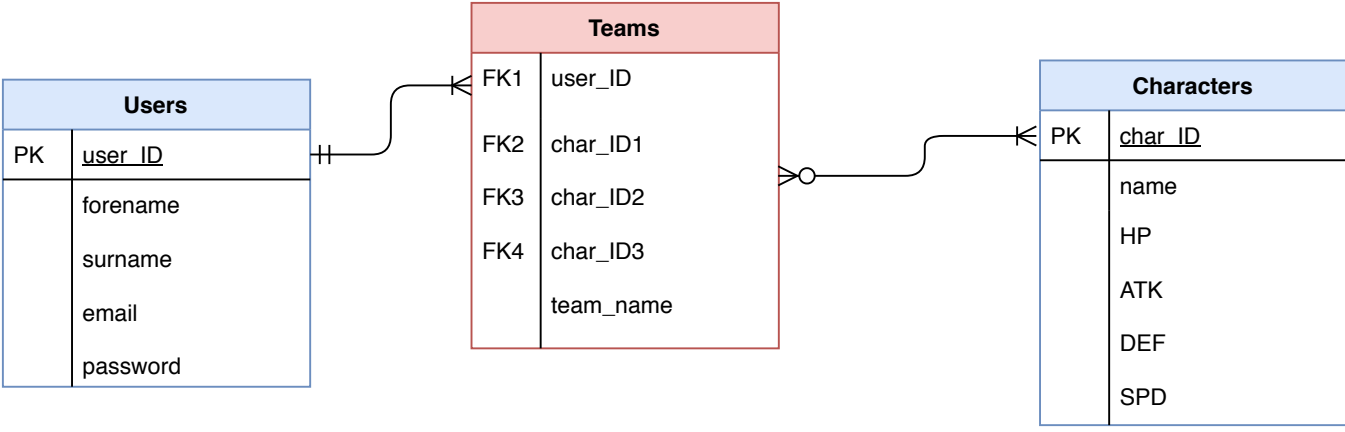 Users
PK user_ID
forename
surname
email
password
Teams
FK1 user_ID
FK2 char_ID1
FK3 char_ID2
FK4 char_ID3
team_name
Characters
PK char_ID
name
HP
ATK
DEF
SPD